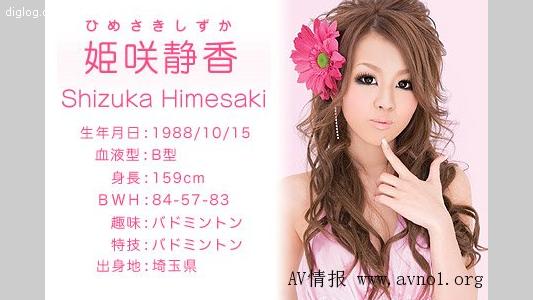 diglog.c
ひめさきしずか
姫咲静香
Shizuka Himesaki
生年月日:1988/10/15
血液型:B型
身長:159cm
BWH:84-57-83
趣味:バドミントン
特技:バドミントン
出身地:埼玉県
AV情报 www.avno1.org